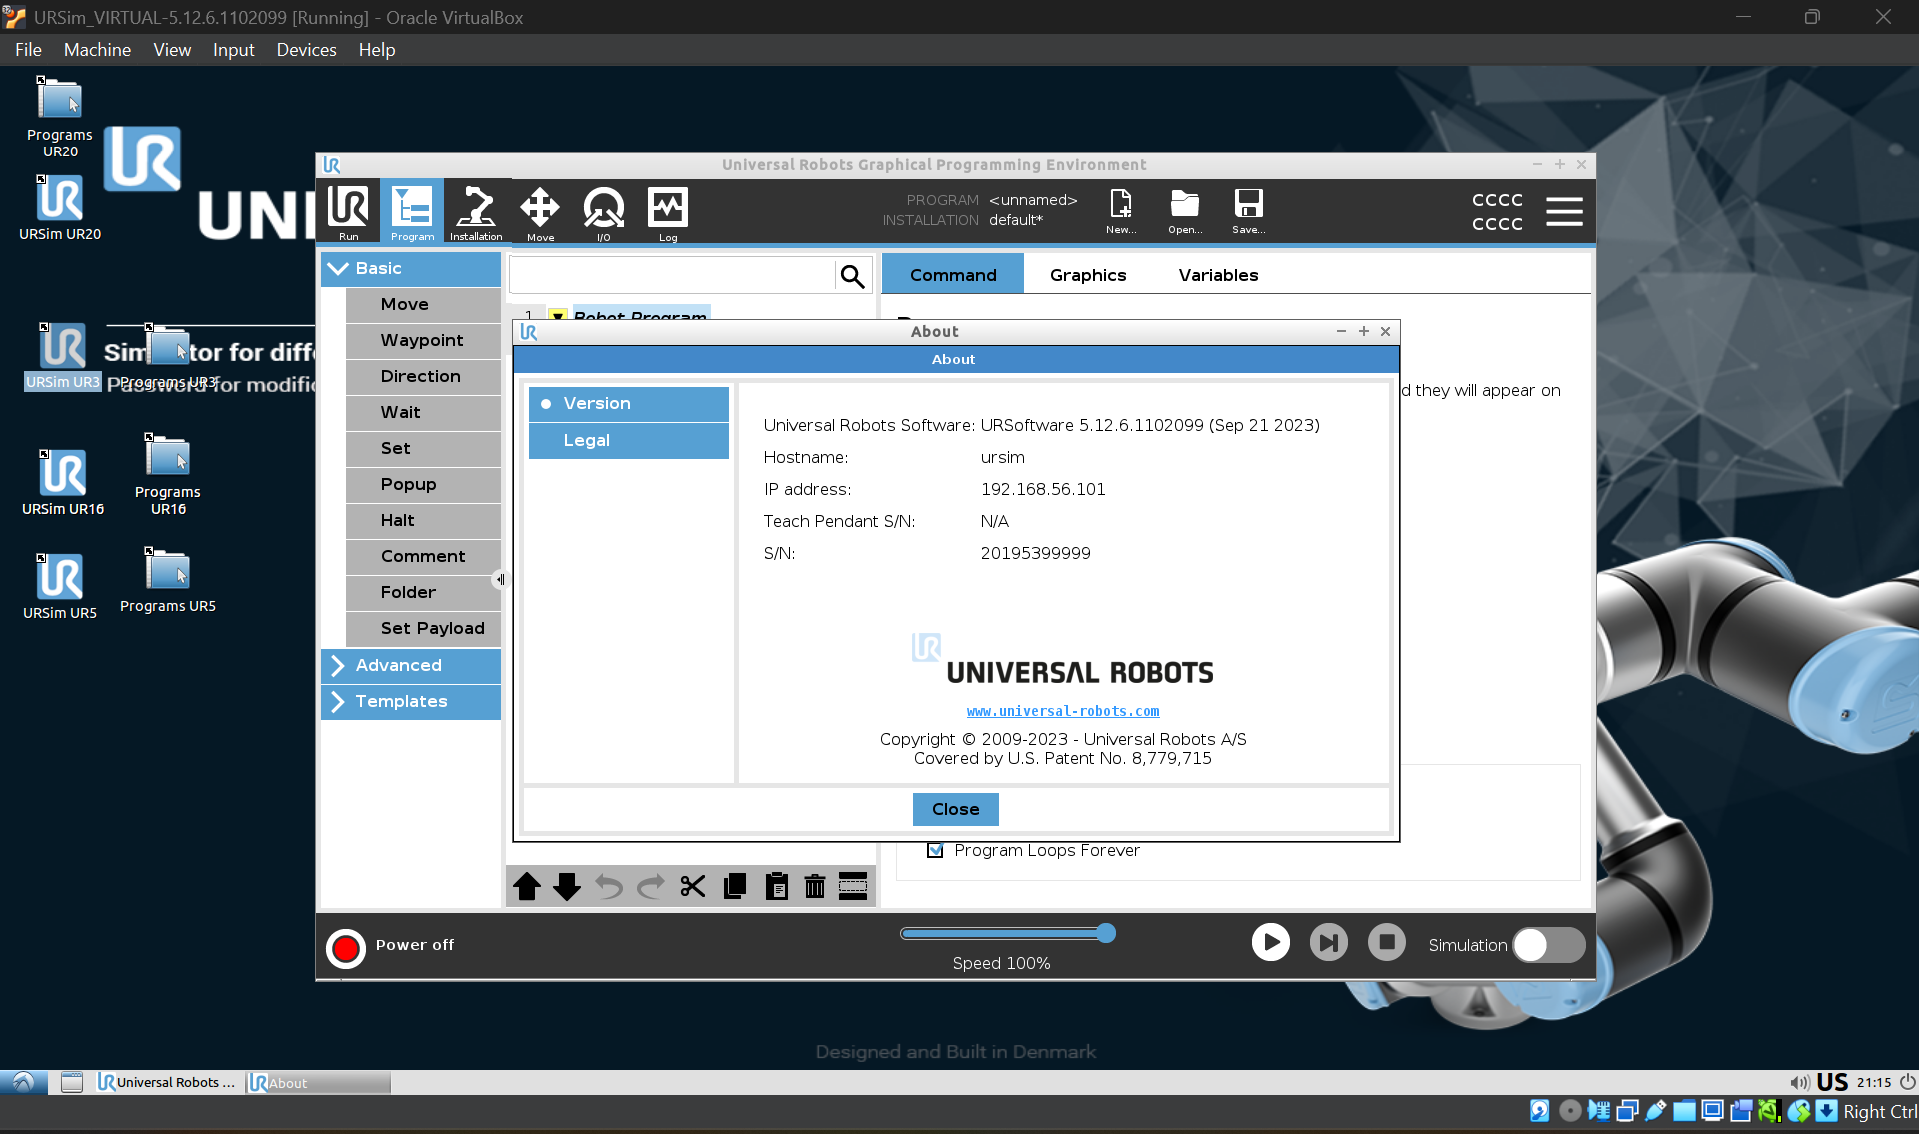 URSim_VIRTUAL-5.12.6.1102099 [Running] - Oracle VirtualBox
File Machine View Input Devices Help
Programs
UR20
URSim UR20
UR
UNI
Simulator for diffe
URSim UR3
Programs UR3
Password for modific
URSim UR16
Programs
UR16
URSim UR5
Programs UR5
Universal Robots Graphical Programming Environment
Run
Program
Installation
Move
I/O
Log
PROGRAM <unnamed>
INSTALLATION default*
New...
Open...
Save...
CCCC
CCCC
Basic
Move
Waypoint
Direction
Wait
Set
Popup
Halt
Comment
Folder
Set Payload
Advanced
Templates
1 Robot Program
Command Graphics Variables
d they will appear on
About
About
Version
Legal
Universal Robots Software: URSoftware 5.12.6.1102099 (Sep 21 2023)
Hostname: ursim
IP address: 192.168.56.101
Teach Pendant S/N: N/A
S/N: 20195399999
UNIVERSAL ROBOTS
www.universal-robots.com
Copyright © 2009-2023 - Universal Robots A/S
Covered by U.S. Patent No. 8,779,715
Close
Program Loops Forever
Power off
Speed 100%
Simulation
Designed and Built in Denmark
Universal Robots ...
About
US 21:15
Right Ctrl